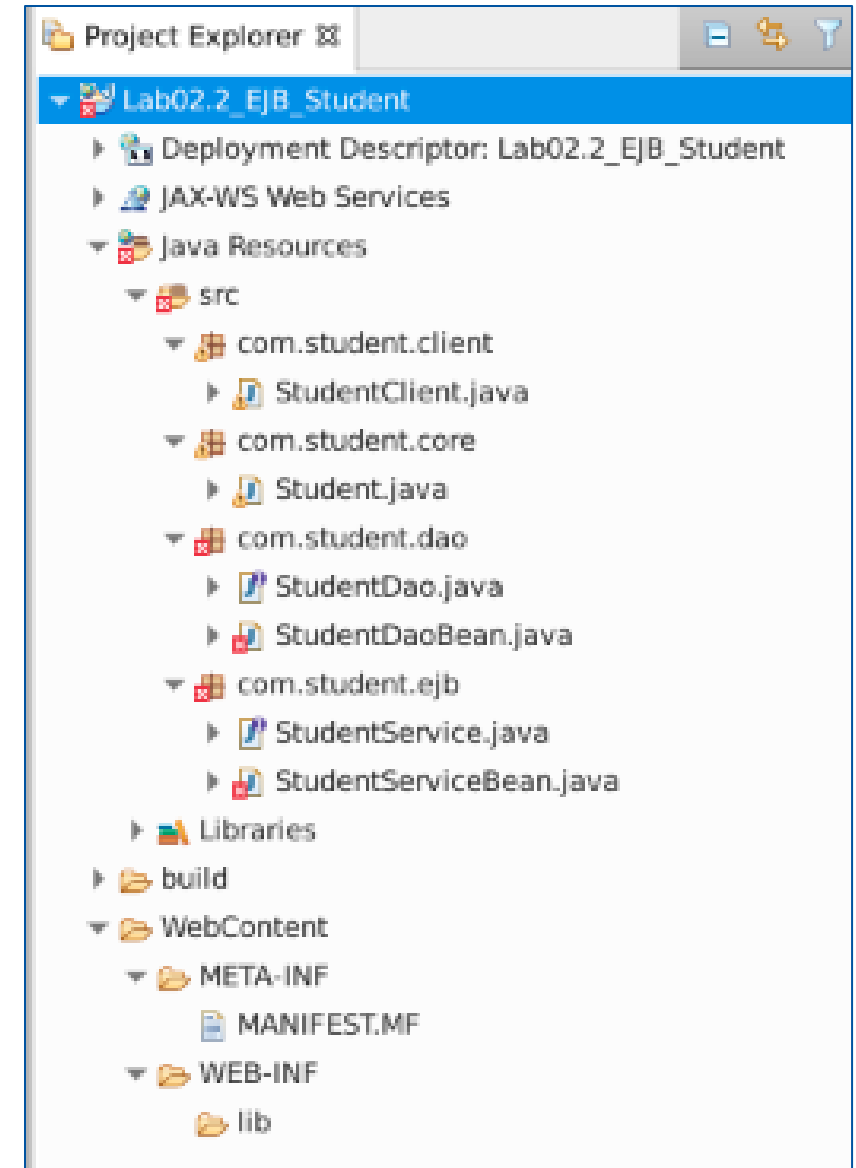 Project Explorer
Lab02.2_EJB_Student
Deployment Descriptor: Lab02.2_EJB_Student
JAX-WS Web Services
Java Resources
src
com.student.client
StudentClient.java
com.student.core
Student.java
com.student.dao
StudentDao.java
StudentDaoBean.java
com.student.ejb
StudentService.java
StudentServiceBean.java
Libraries
build
WebContent
META-INF
MANIFEST.MF
WEB-INF
lib